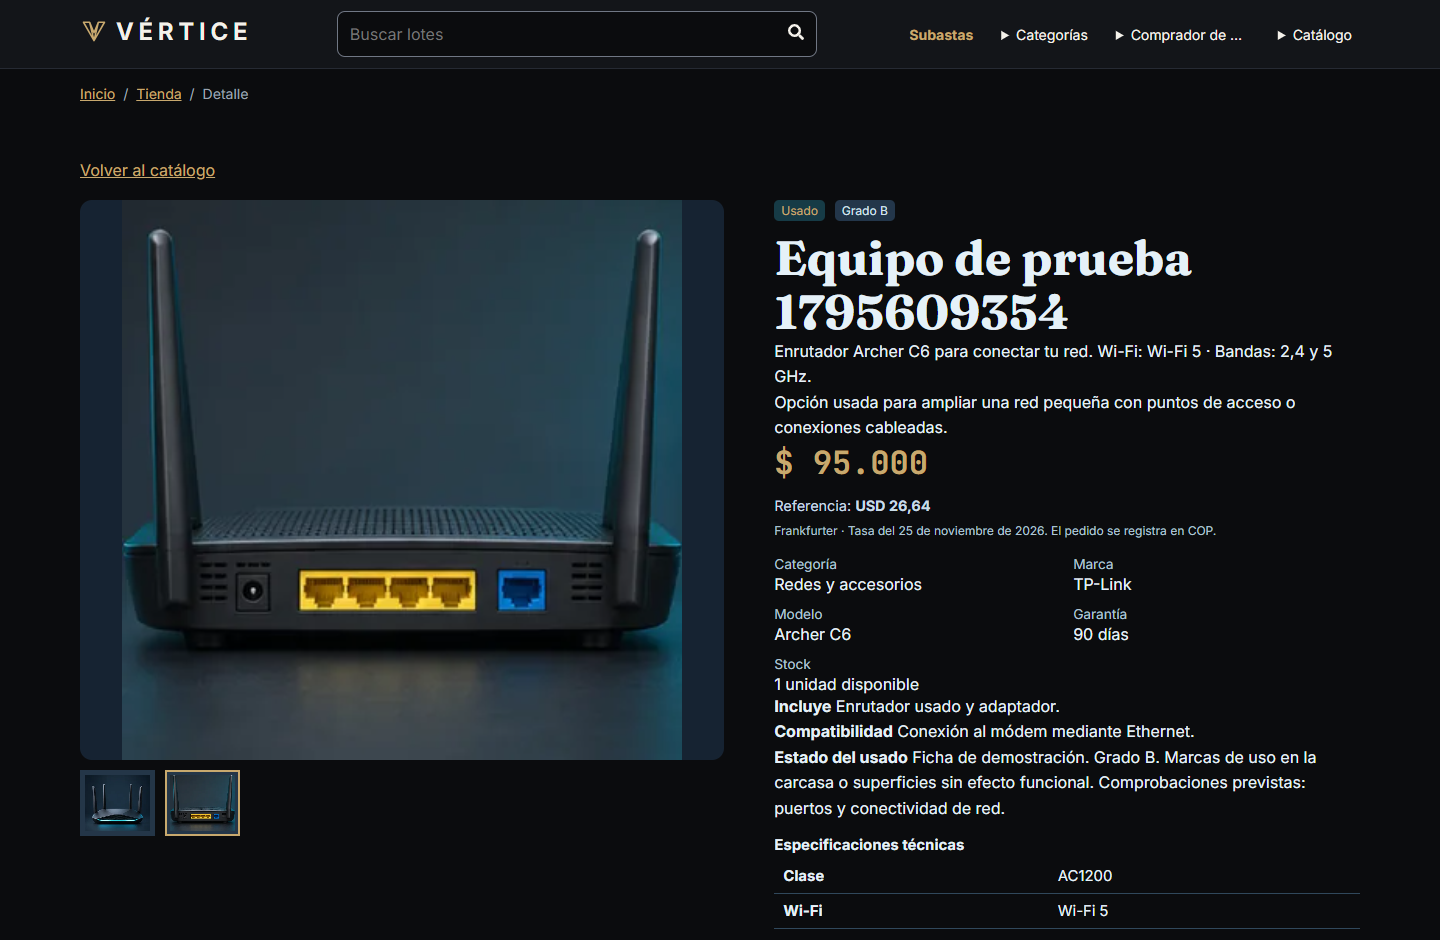 VÉRTICE
Buscar lotes
Subastas
Categorías
Comprador de ...
Catálogo
Inicio / Tienda / Detalle
Volver al catálogo
Usado
Grado B
Equipo de prueba
1795609354
Enrutador Archer C6 para conectar tu red. Wi-Fi: Wi-Fi 5 · Bandas: 2,4 y 5
GHz.
Opción usada para ampliar una red pequeña con puntos de acceso o
conexiones cableadas.
$ 95.000
Referencia: USD 26,64
Frankfurter · Tasa del 25 de noviembre de 2026. El pedido se registra en COP.
Categoría
Redes y accesorios
Marca
TP-Link
Modelo
Archer C6
Garantía
90 días
Stock
1 unidad disponible
Incluye Enrutador usado y adaptador.
Compatibilidad Conexión al módem mediante Ethernet.
Estado del usado Ficha de demostración. Grado B. Marcas de uso en la
carcasa o superficies sin efecto funcional. Comprobaciones previstas:
puertos y conectividad de red.
Especificaciones técnicas
Clase AC1200
Wi-Fi Wi-Fi 5